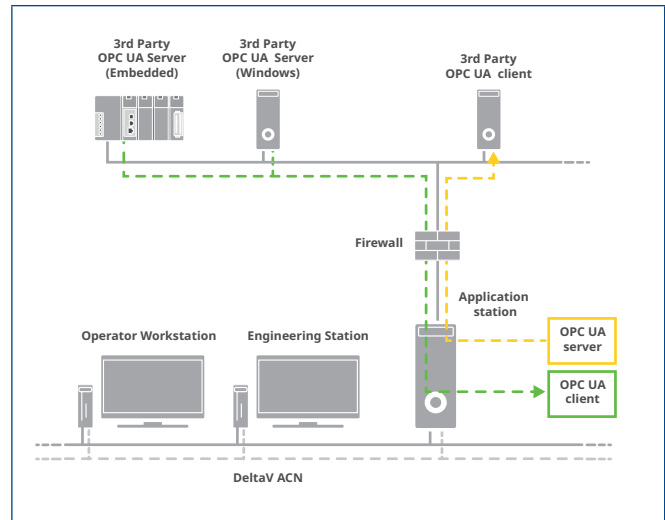 3rd Party
OPC UA Server
(Embedded)
3rd Party
OPC UA Server
(Windows)
3rd Party
OPC UA client
Firewall
Application
station
OPC UA
server
Operator Workstation
Engineering Station
OPC UA
client
DeltaV ACN